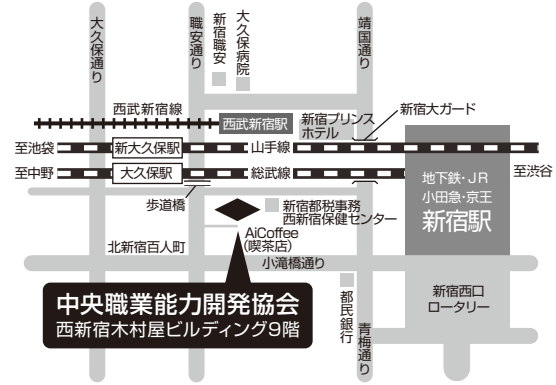 大久保通り
職安通り
新宿職安
大久保病院
靖国通り
西武新宿線
西武新宿駅
新宿プリンス
ホテル
新宿大ガード
至池袋
新大久保駅
山手線
至中野
大久保駅
総武線
至渋谷
地下鉄・JR
小田急・京王
新宿駅
歩道橋
新宿都税事務
西新宿保健センター
AiCoffee
(喫茶店)
北新宿百人町
小滝橋通り
中央職業能力開発協会
西新宿木村屋ビルディング9階
都民銀行
青梅通り
新宿西口
ロータリー